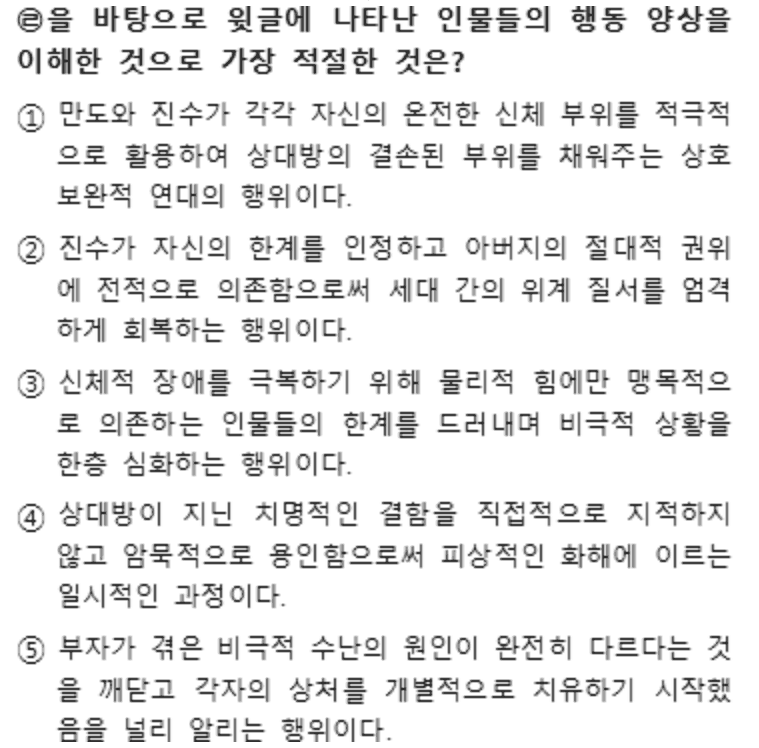 ㉣을 바탕으로 윗글에 나타난 인물들의 행동 양상을
이해한 것으로 가장 적절한 것은?
① 만도와 진수가 각각 자신의 온전한 신체 부위를 적극적
으로 활용하여 상대방의 결손된 부위를 채워주는 상호
보완적 연대의 행위이다.
② 진수가 자신의 한계를 인정하고 아버지의 절대적 권위
에 전적으로 의존함으로써 세대 간의 위계 질서를 엄격
하게 회복하는 행위이다.
③ 신체적 장애를 극복하기 위해 물리적 힘에만 맹목적으
로 의존하는 인물들의 한계를 드러내며 비극적 상황을
한층 심화하는 행위이다.
④ 상대방이 지닌 치명적인 결함을 직접적으로 지적하지
않고 암묵적으로 용인함으로써 피상적인 화해에 이르는
일시적인 과정이다.
⑤ 부자가 겪은 비극적 수난의 원인이 완전히 다르다는 것
을 깨닫고 각자의 상처를 개별적으로 치유하기 시작했
음을 널리 알리는 행위이다.